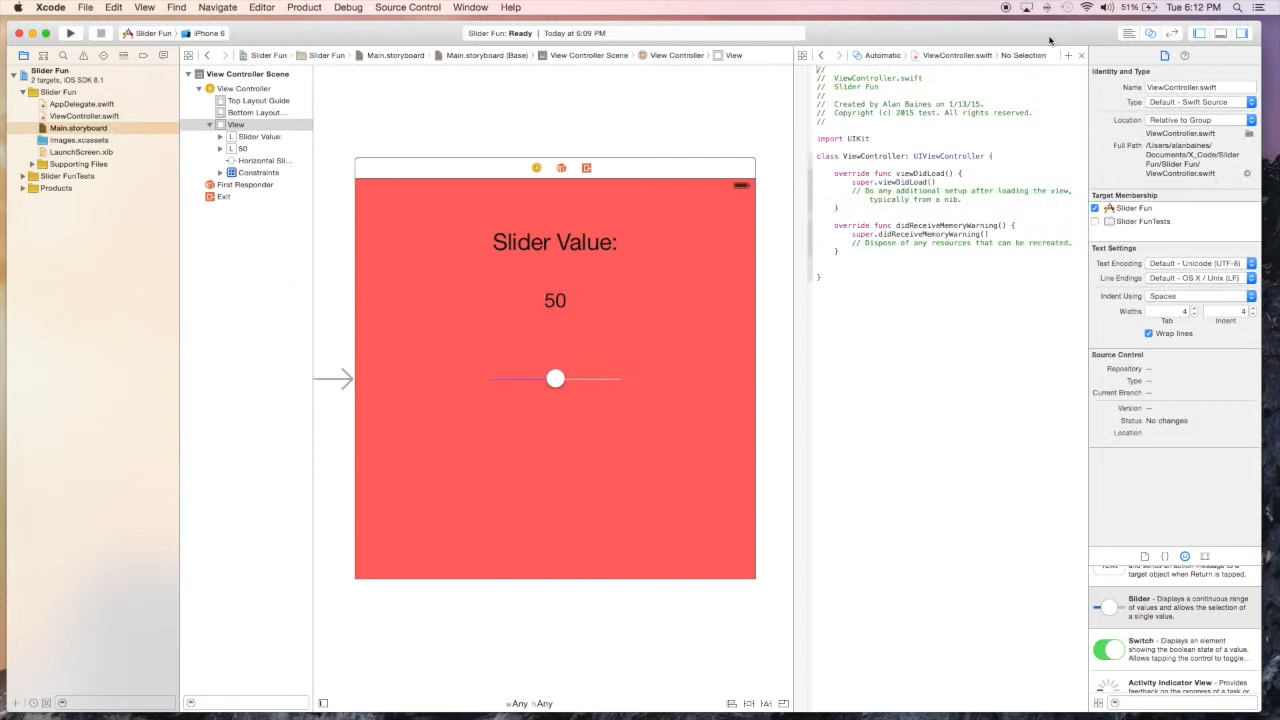 Xcode File Edit View Find Navigate Editor Product Debug Source Control Window Help
51% Tue 6:12 PM
Slider Fun iPhone 6
Slider Fun: Ready Today at 6:09 PM
Slider Fun Slider Fun Main.storyboard Main.storyboard (Base) View Controller Scene View Controller View
Automatic ViewController.swift No Selection
Slider Fun
2 targets, iOS SDK 8.1
Slider Fun
AppDelegate.swift
ViewController.swift
Main.storyboard
Images.xcassets
LaunchScreen.xib
Supporting Files
Slider FunTests
Products
View Controller Scene
View Controller
Top Layout Guide
Bottom Layout...
View
Slider Value:
50
Horizontal Sli...
Constraints
First Responder
Exit
Slider Value:
50
wAny hAny
//
// ViewController.swift
// Slider Fun
//
// Created by Alan Baines on 1/13/15.
// Copyright (c) 2015 test. All rights reserved.
//
import UIKit
class ViewController: UIViewController {
override func viewDidLoad() {
super.viewDidLoad()
// Do any additional setup after loading the view,
typically from a nib.
}
override func didReceiveMemoryWarning() {
super.didReceiveMemoryWarning()
// Dispose of any resources that can be recreated.
}
}
Identity and Type
Name ViewController.swift
Type Default - Swift Source
Location Relative to Group
ViewController.swift
Full Path /Users/alanbaines/
Documents/X_Code/Slider
Fun/Slider Fun/
ViewController.swift
Target Membership
Slider Fun
Slider FunTests
Text Settings
Text Encoding Default - Unicode (UTF-8)
Line Endings Default - OS X / Unix (LF)
Indent Using Spaces
Widths 4 4
Tab Indent
Wrap lines
Source Control
Repository --
Type --
Current Branch --
Version --
Status No changes
Location
and sends an action message to a
target object when Return is tapped.
Slider - Displays a continuous range
of values and allows the selection of
a single value.
Switch - Displays an element
showing the boolean state of a value.
Allows tapping the control to toggle...
Activity Indicator View - Provides
feedback on the progress of a task or